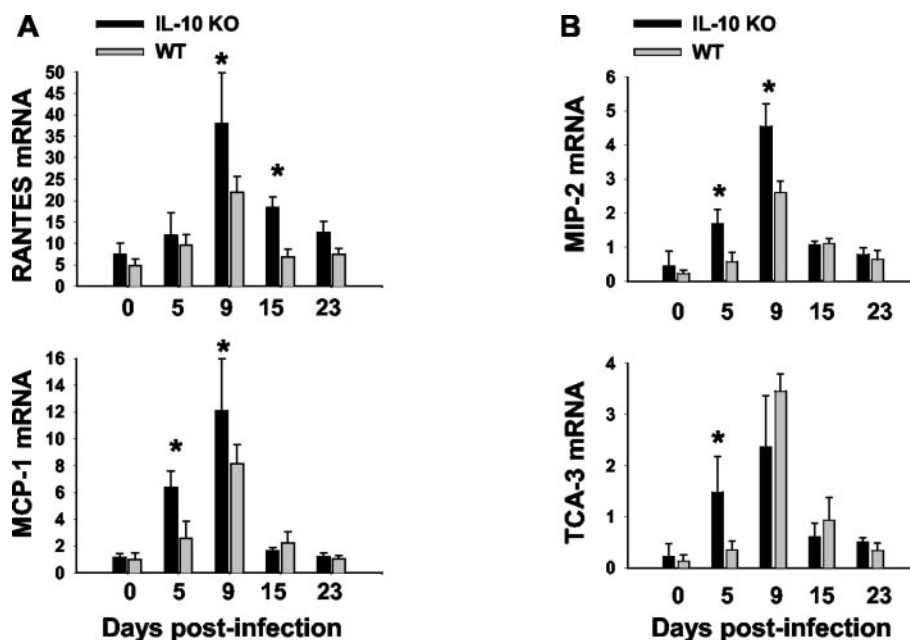 A
IL-10 KO
WT
RANTES mRNA
50
45
40
35
30
25
20
15
10
5
0
*
*
0 5 9 15 23
MCP-1 mRNA
16
14
12
10
8
6
4
2
0
*
*
0 5 9 15 23
Days post-infection
B
IL-10 KO
WT
MIP-2 mRNA
6
5
4
3
2
1
0
*
*
0 5 9 15 23
TCA-3 mRNA
4
3
2
1
0
*
0 5 9 15 23
Days post-infection